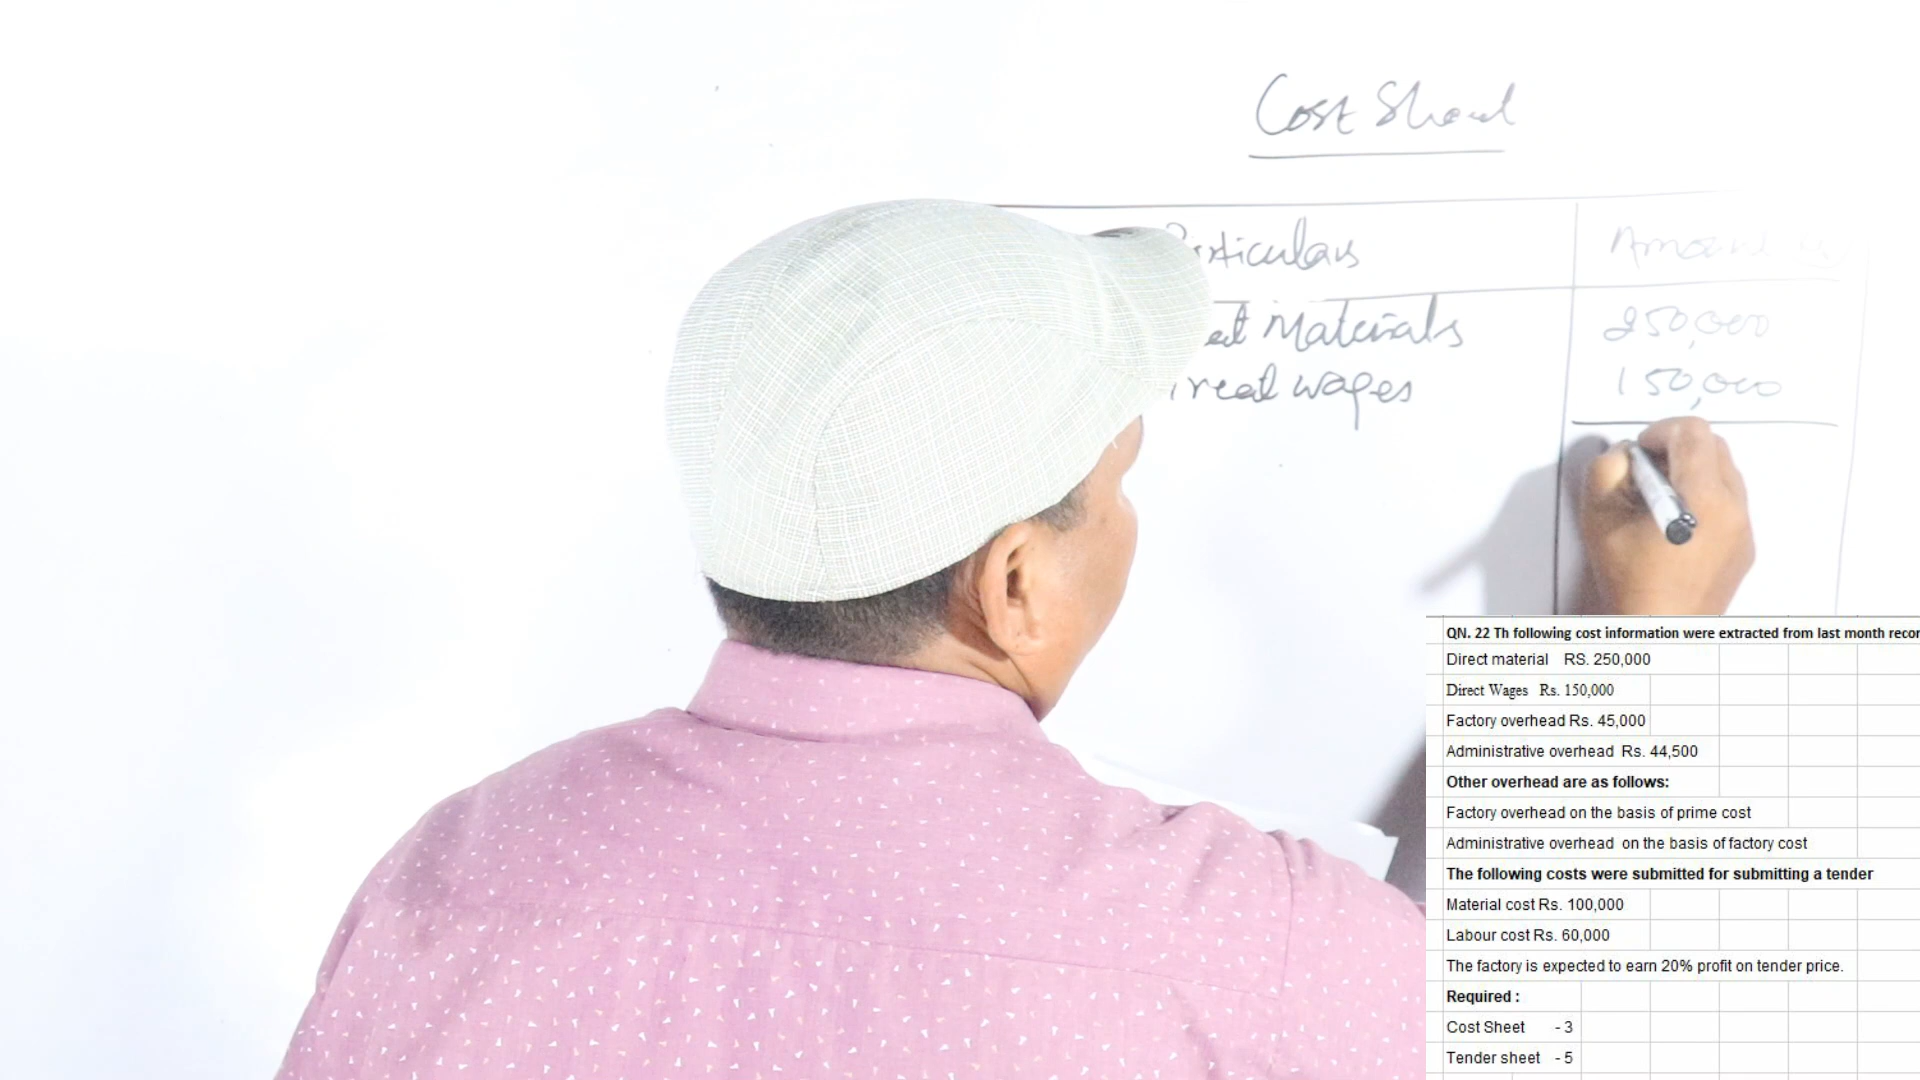 Cost Sheet
Particulars Amount
Materials 250,000
wages 150,000
QN. 22 Th following cost information were extracted from last month
Direct material RS. 250,000
Direct Wages Rs. 150,000
Factory overhead Rs. 45,000
Administrative overhead Rs. 44,500
Other overhead are as follows:
Factory overhead on the basis of prime cost
Administrative overhead on the basis of factory cost
The following costs were submitted for submitting a tender
Material cost Rs. 100,000
Labour cost Rs. 60,000
The factory is expected to earn 20% profit on tender price.
Required :
Cost Sheet - 3
Tender sheet - 5